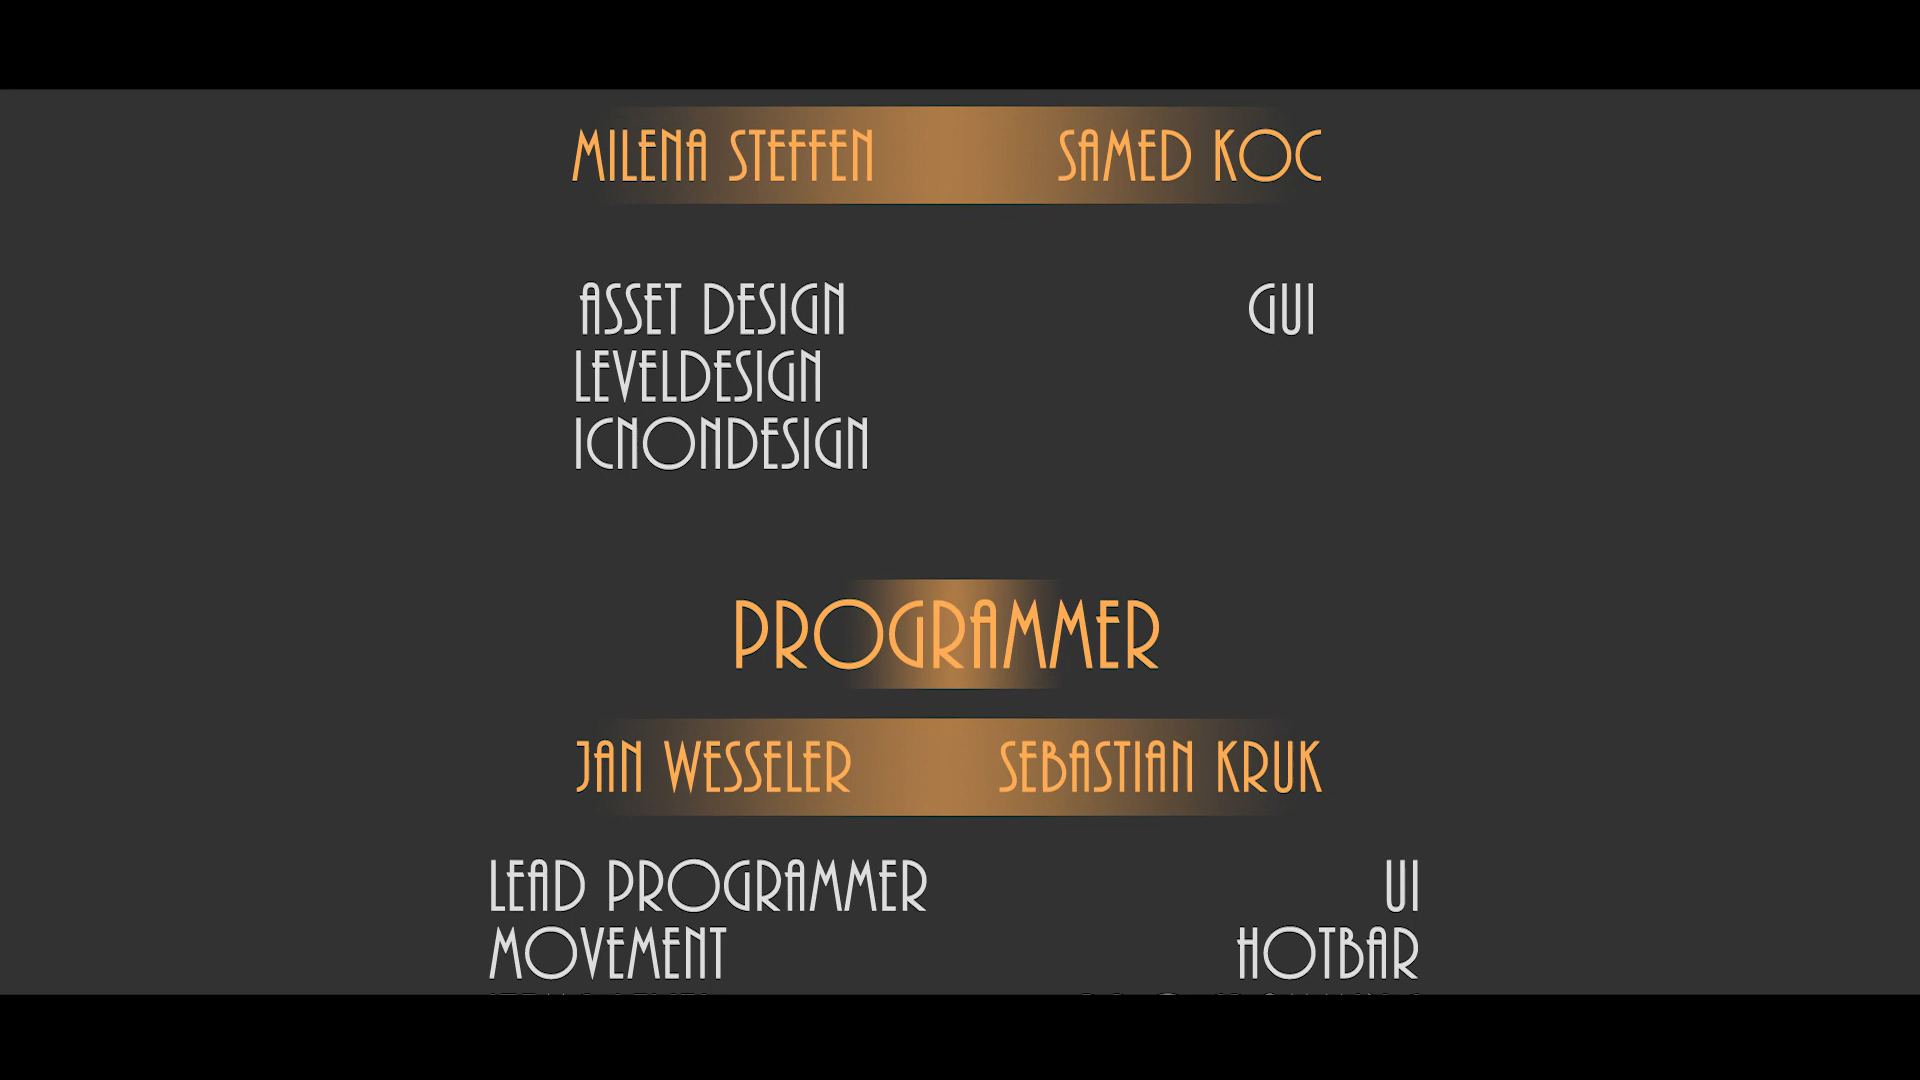 MILENA STEFFEN SAMED KOC
ASSET DESIGN GUI
LEVELDESIGN
ICNONDESIGN
PROGRAMMER
JAN WESSELER SEBASTIAN KRUK
LEAD PROGRAMMER UI
MOVEMENT HOTBAR